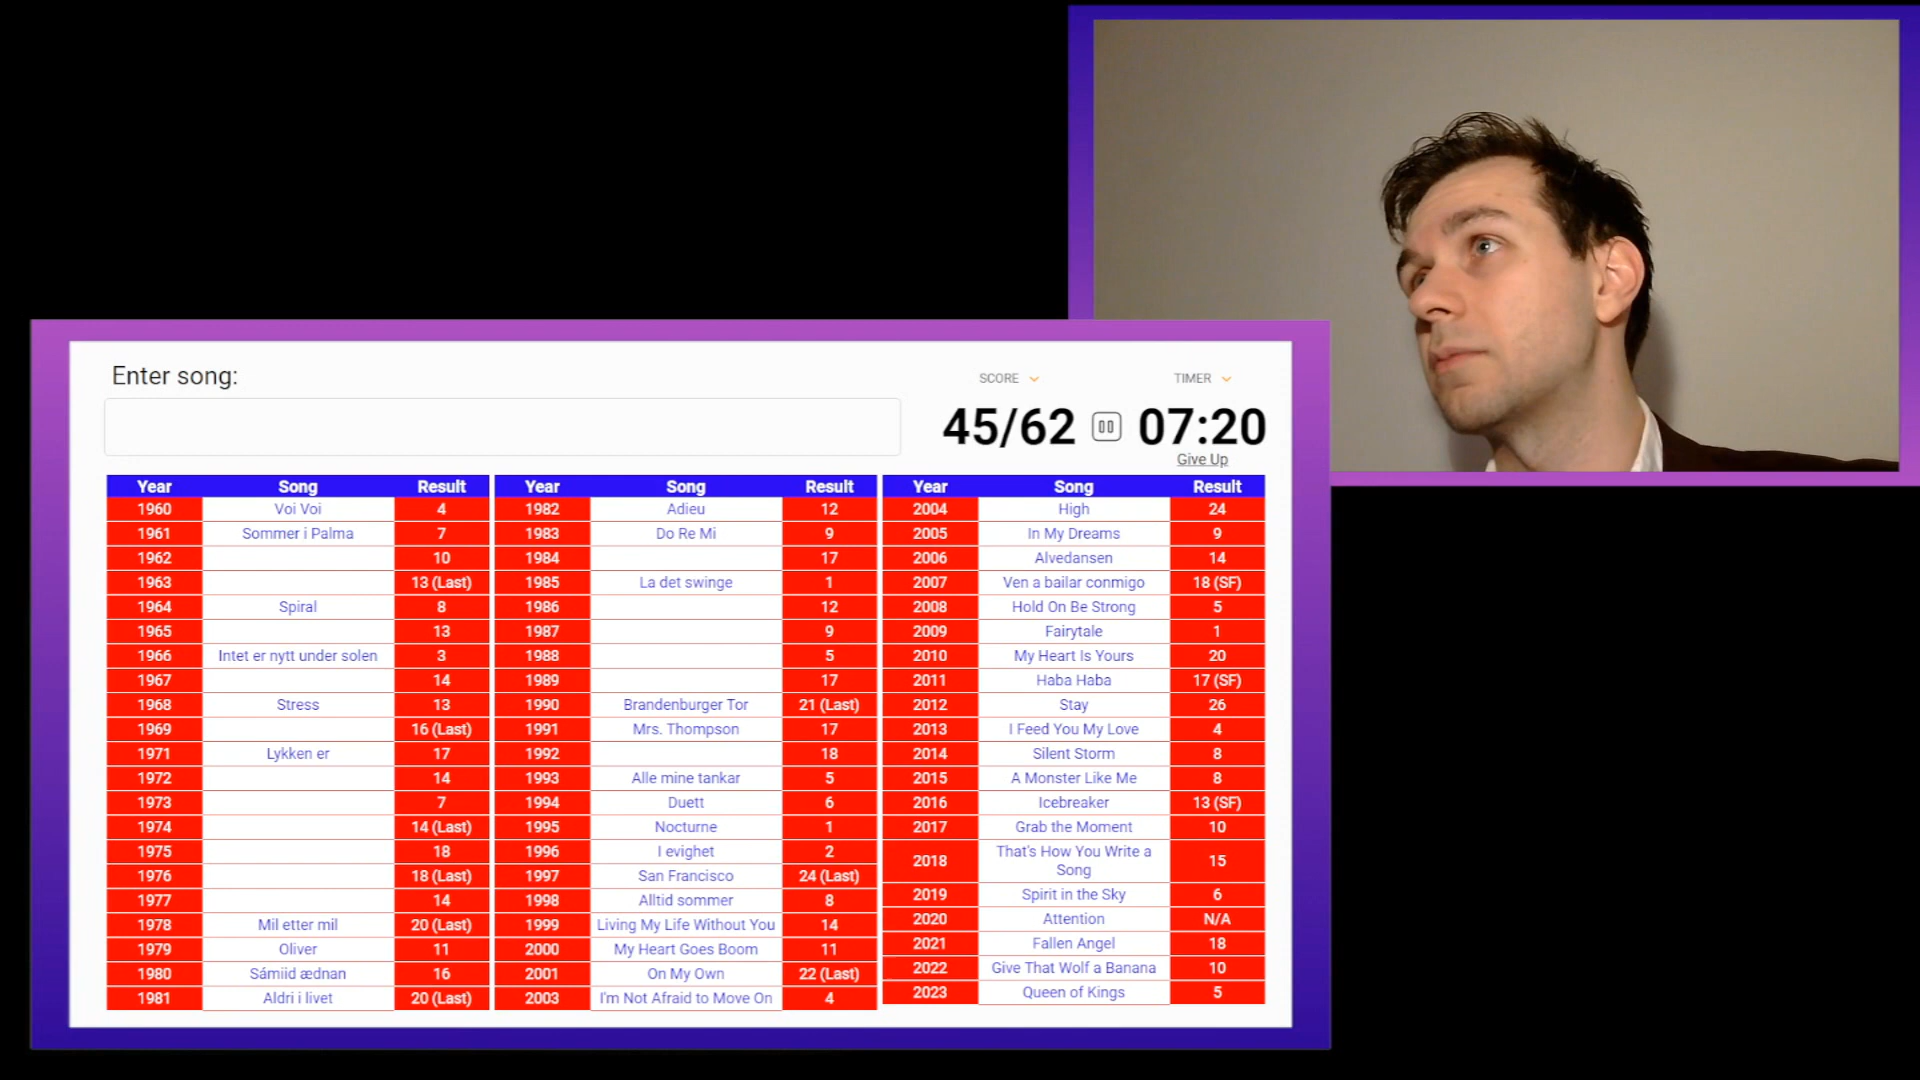 Enter song:
SCORE
TIMER
45/62
07:20
Give Up
Year Song Result
1960 Voi Voi 4
1961 Sommer i Palma 7
1962 10
1963 13 (Last)
1964 Spiral 8
1965 13
1966 Intet er nytt under solen 3
1967 14
1968 Stress 13
1969 16 (Last)
1971 Lykken er 17
1972 14
1973 7
1974 14 (Last)
1975 18
1976 18 (Last)
1977 14
1978 Mil etter mil 20 (Last)
1979 Oliver 11
1980 Sámiid ædnan 16
1981 Aldri i livet 20 (Last)
Year Song Result
1982 Adieu 12
1983 Do Re Mi 9
1984 17
1985 La det swinge 1
1986 12
1987 9
1988 5
1989 17
1990 Brandenburger Tor 21 (Last)
1991 Mrs. Thompson 17
1992 18
1993 Alle mine tankar 5
1994 Duett 6
1995 Nocturne 1
1996 I evighet 2
1997 San Francisco 24 (Last)
1998 Alltid sommer 8
1999 Living My Life Without You 14
2000 My Heart Goes Boom 11
2001 On My Own 22 (Last)
2003 I'm Not Afraid to Move On 4
Year Song Result
2004 High 24
2005 In My Dreams 9
2006 Alvedansen 14
2007 Ven a bailar conmigo 18 (SF)
2008 Hold On Be Strong 5
2009 Fairytale 1
2010 My Heart Is Yours 20
2011 Haba Haba 17 (SF)
2012 Stay 26
2013 I Feed You My Love 4
2014 Silent Storm 8
2015 A Monster Like Me 8
2016 Icebreaker 13 (SF)
2017 Grab the Moment 10
2018 That's How You Write a
Song 15
2019 Spirit in the Sky 6
2020 Attention N/A
2021 Fallen Angel 18
2022 Give That Wolf a Banana 10
2023 Queen of Kings 5